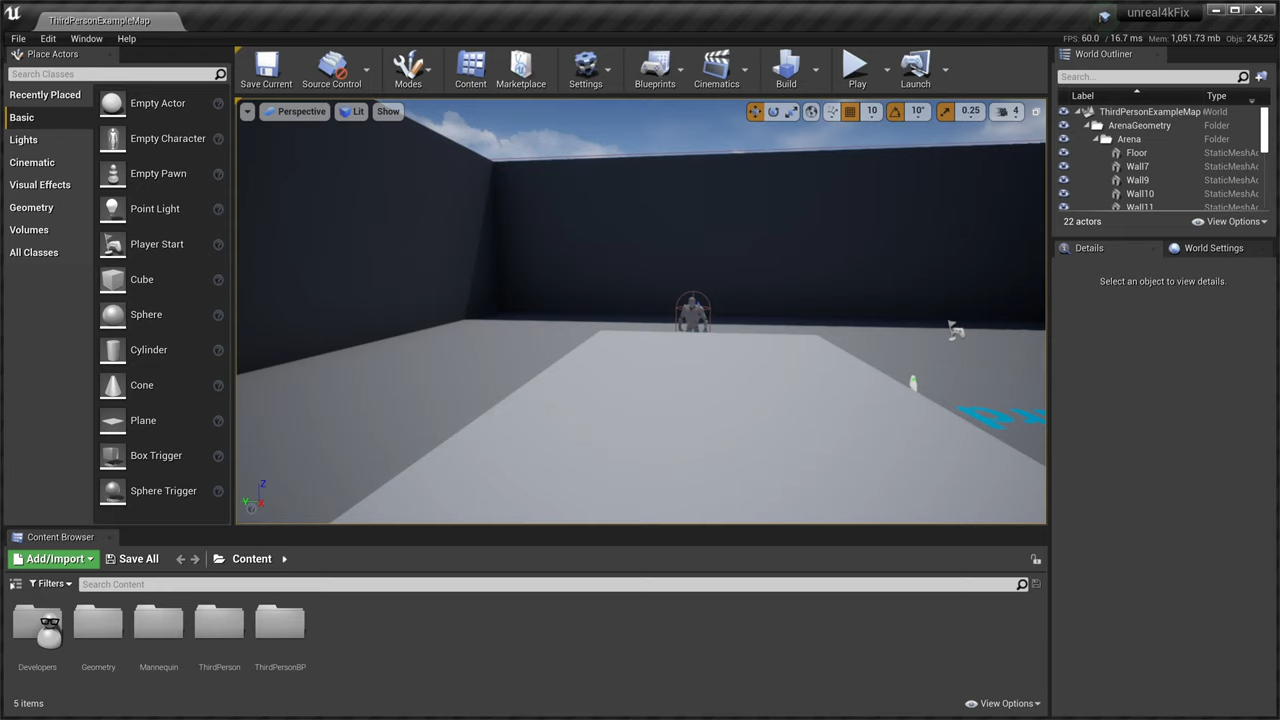 ThirdPersonExampleMap
unreal4kFix
File Edit Window Help
FPS: 60.0 / 16.7 ms Mem: 1,051.73 mb Objs: 24,525
Place Actors
Search Classes
Recently Placed
Basic
Lights
Cinematic
Visual Effects
Geometry
Volumes
All Classes
Empty Actor
Empty Character
Empty Pawn
Point Light
Player Start
Cube
Sphere
Cylinder
Cone
Plane
Box Trigger
Sphere Trigger
Save Current Source Control Modes Content Marketplace Settings Blueprints Cinematics Build Play Launch
Perspective Lit Show 10 10° 0.25 4
Z
Y X
World Outliner
Search...
Label Type
ThirdPersonExampleMap World
ArenaGeometry Folder
Arena Folder
Floor StaticMeshAc
Wall7 StaticMeshAc
Wall9 StaticMeshAc
Wall10 StaticMeshAc
Wall11 StaticMeshAc
22 actors View Options
Details World Settings
Select an object to view details.
Content Browser
Add/Import Save All Content
Filters Search Content
Developers Geometry Mannequin ThirdPerson ThirdPersonBP
5 items View Options